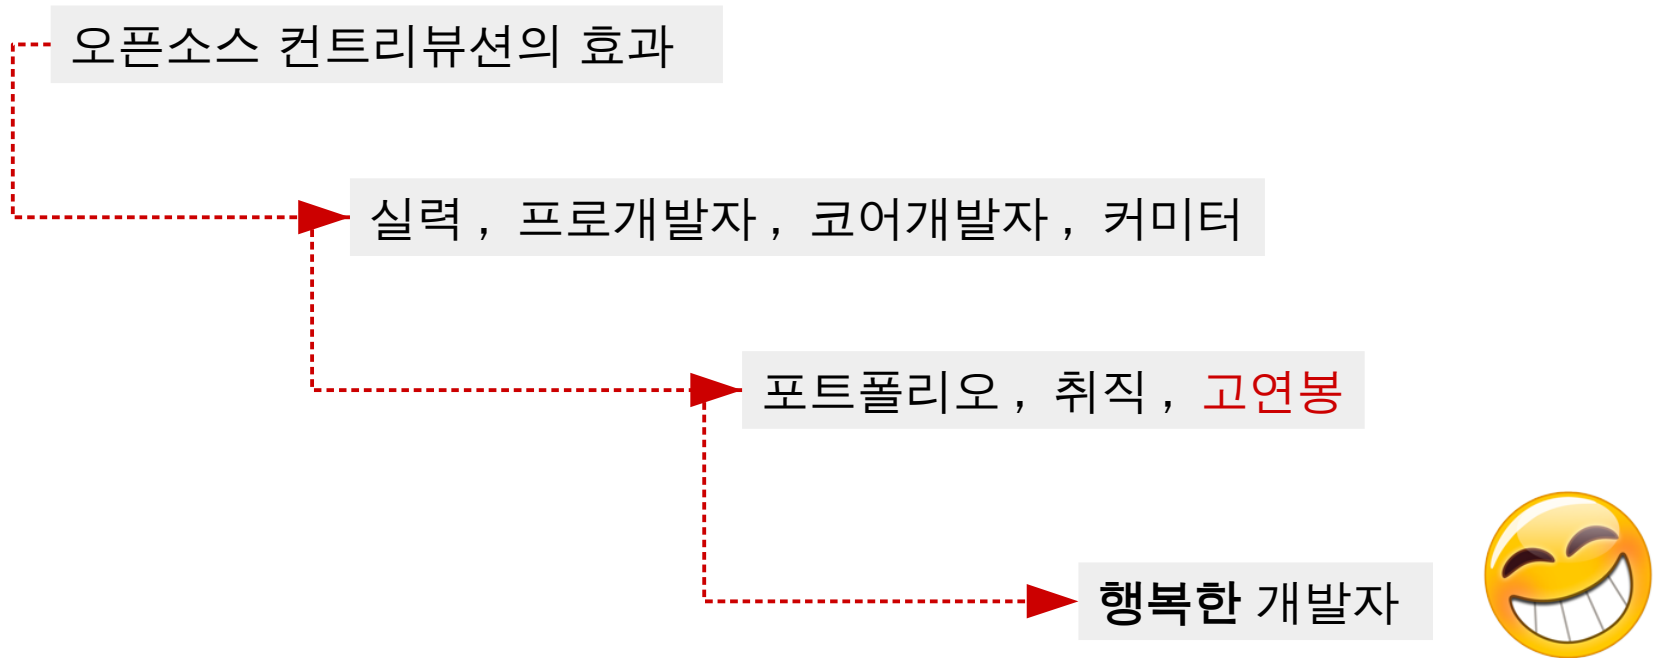 오픈소스 컨트리뷰션의 효과
실력, 프로개발자, 코어개발자, 커미터
포트폴리오, 취직, 고연봉
행복한 개발자